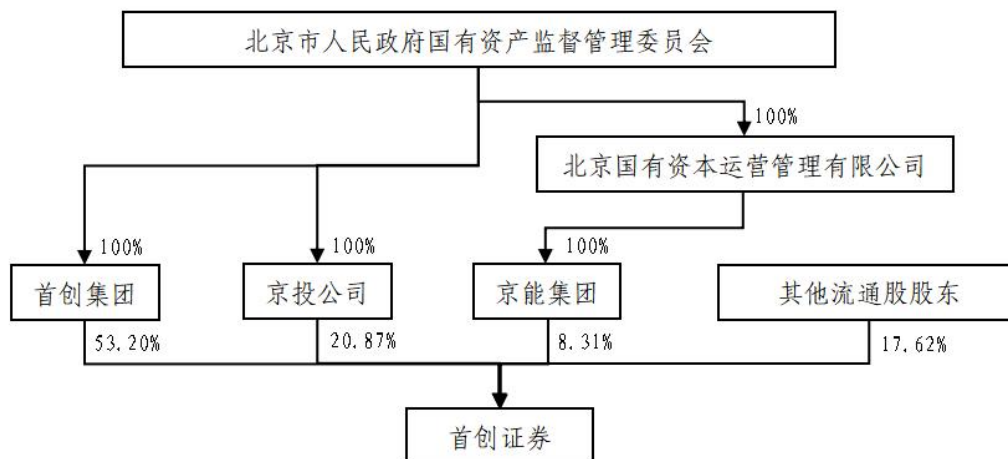 北京市人民政府国有资产监督管理委员会
100%
北京国有资本运营管理有限公司
100%
100%
100%
首创集团
京投公司
京能集团
其他流通股股东
53.20%
20.87%
8.31%
17.62%
首创证券